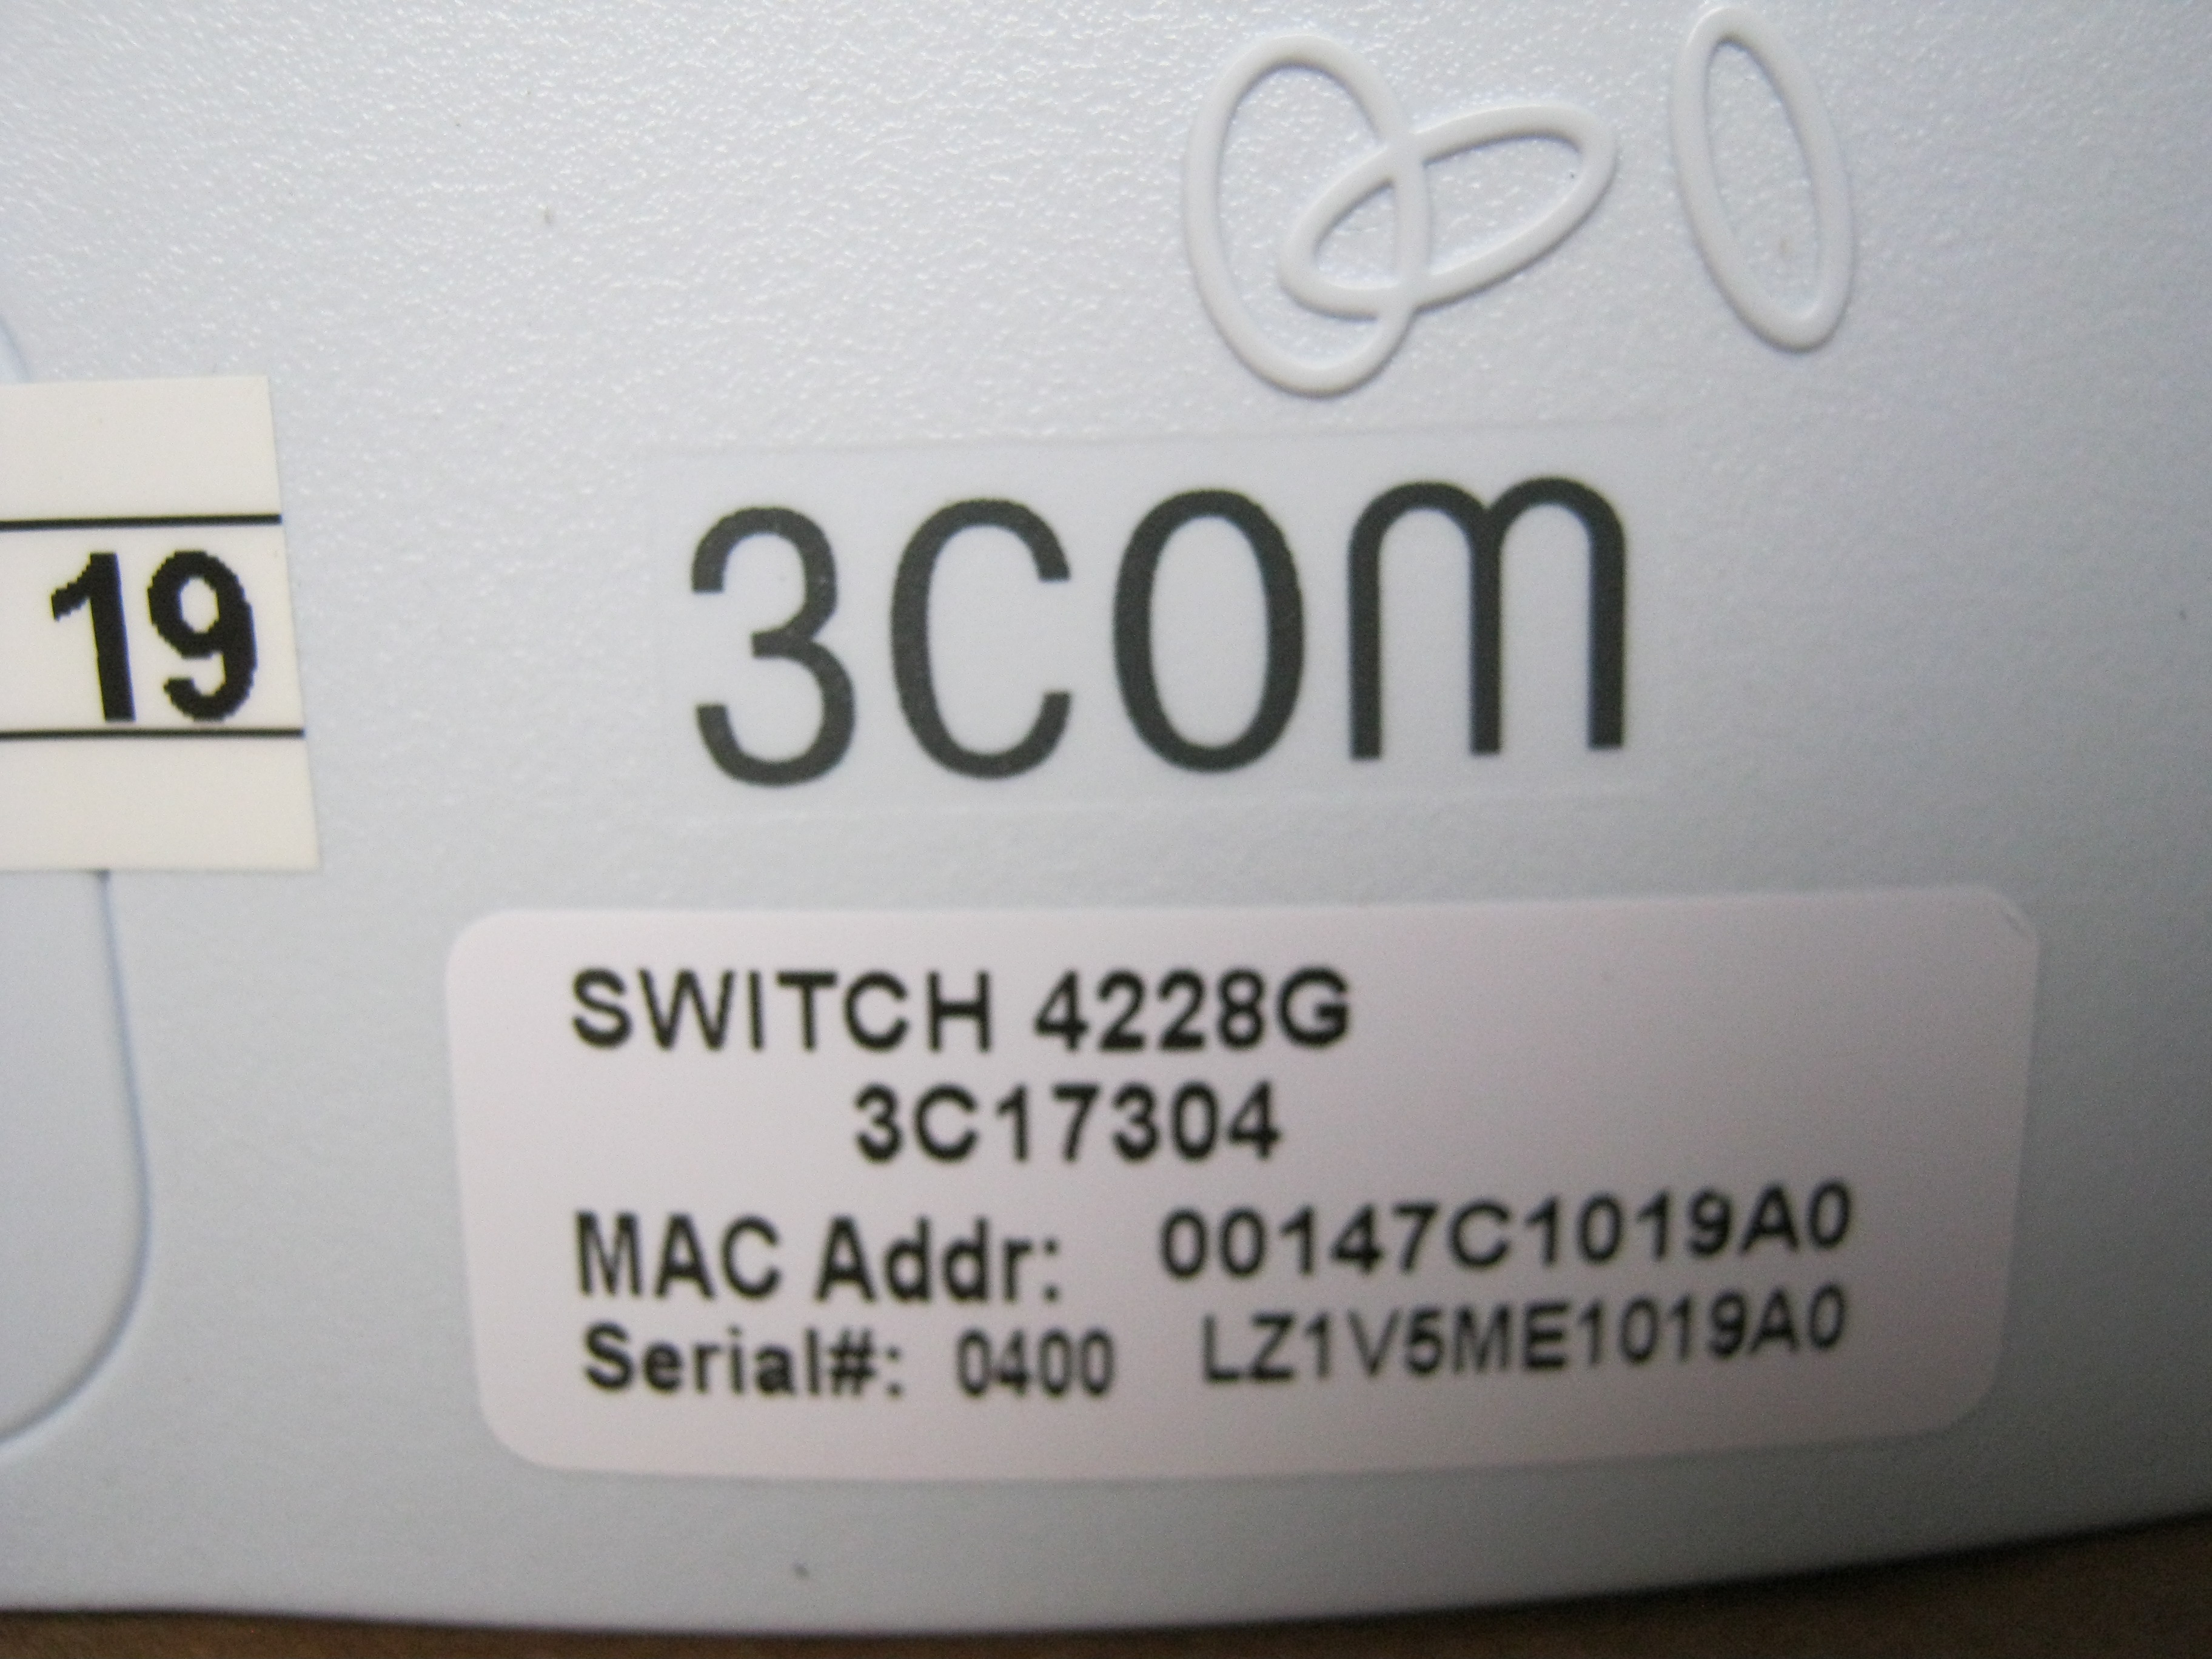 19
3COM
SWITCH 4228G
3C17304
MAC Addr: 00147C1019A0
Serial#: 0400 LZ1V5ME1019A0